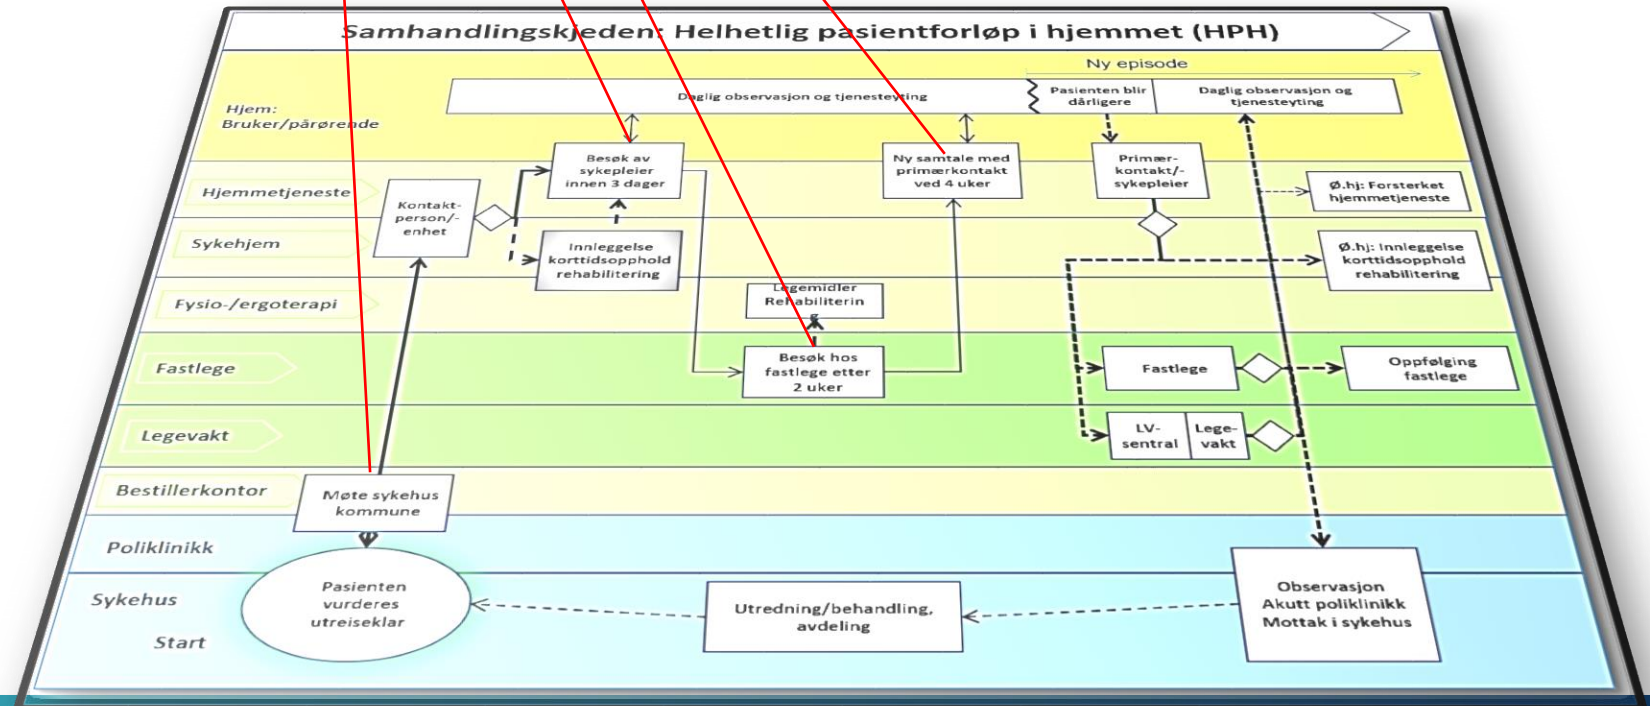 Samhandlingskjeden: Helhetlig pasientforløp i hjemmet (HPH)
Ny episode
Hjem:
Bruker/pårørende
Daglig observasjon og tjenesteyting
Pasienten blir
dårligere
Daglig observasjon og
tjenesteyting
Hjemmetjeneste
Kontakt-
person/-
enhet
Besøk av
sykepleier
innen 3 dager
Ny samtale med
primærkontakt
ved 4 uker
Primær-
kontakt/-
sykepleier
Ø.hj: Forsterket
hjemmetjeneste
Sykehjem
Innleggelse
korttidsopphold
rehabilitering
Ø.hj: Innleggelse
korttidsopphold
rehabilitering
Fysio-/ergoterapi
Legemidler
Rehabiliterin
g
Fastlege
Besøk hos
fastlege etter
2 uker
Fastlege
Oppfølging
fastlege
Legevakt
LV-
sentral
Lege-
vakt
Bestillerkontor
Møte sykehus
kommune
Poliklinikk
Sykehus
Start
Pasienten
vurderes
utreiseklar
Utredning/behandling,
avdeling
Observasjon
Akutt poliklinikk
Mottak i sykehus